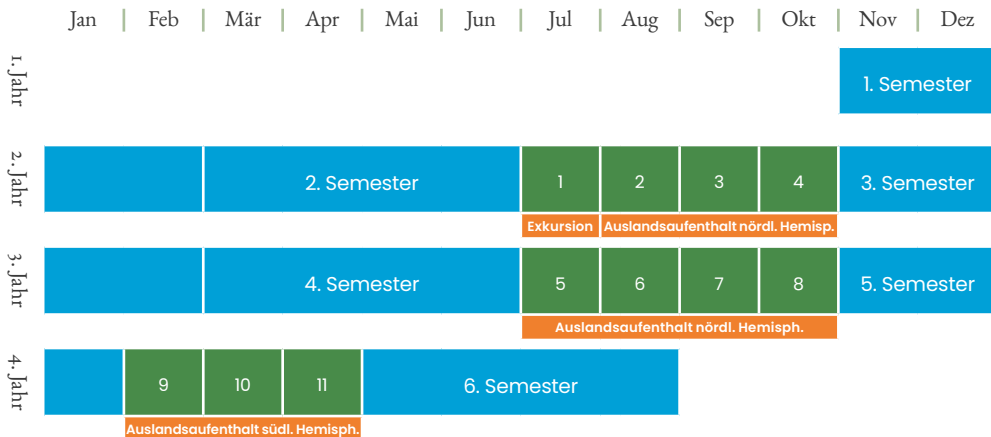 Jan | Feb | Mär | Apr | Mai | Jun | Jul | Aug | Sep | Okt | Nov | Dez
1. Jahr
1. Semester
2. Jahr
2. Semester 1 2 3 4 3. Semester
Exkursion Auslandsaufenthalt nördl. Hemisp.
3. Jahr
4. Semester 5 6 7 8 5. Semester
Auslandsaufenthalt nördl. Hemisph.
4. Jahr
9 10 11 6. Semester
Auslandsaufenthalt südl. Hemisph.